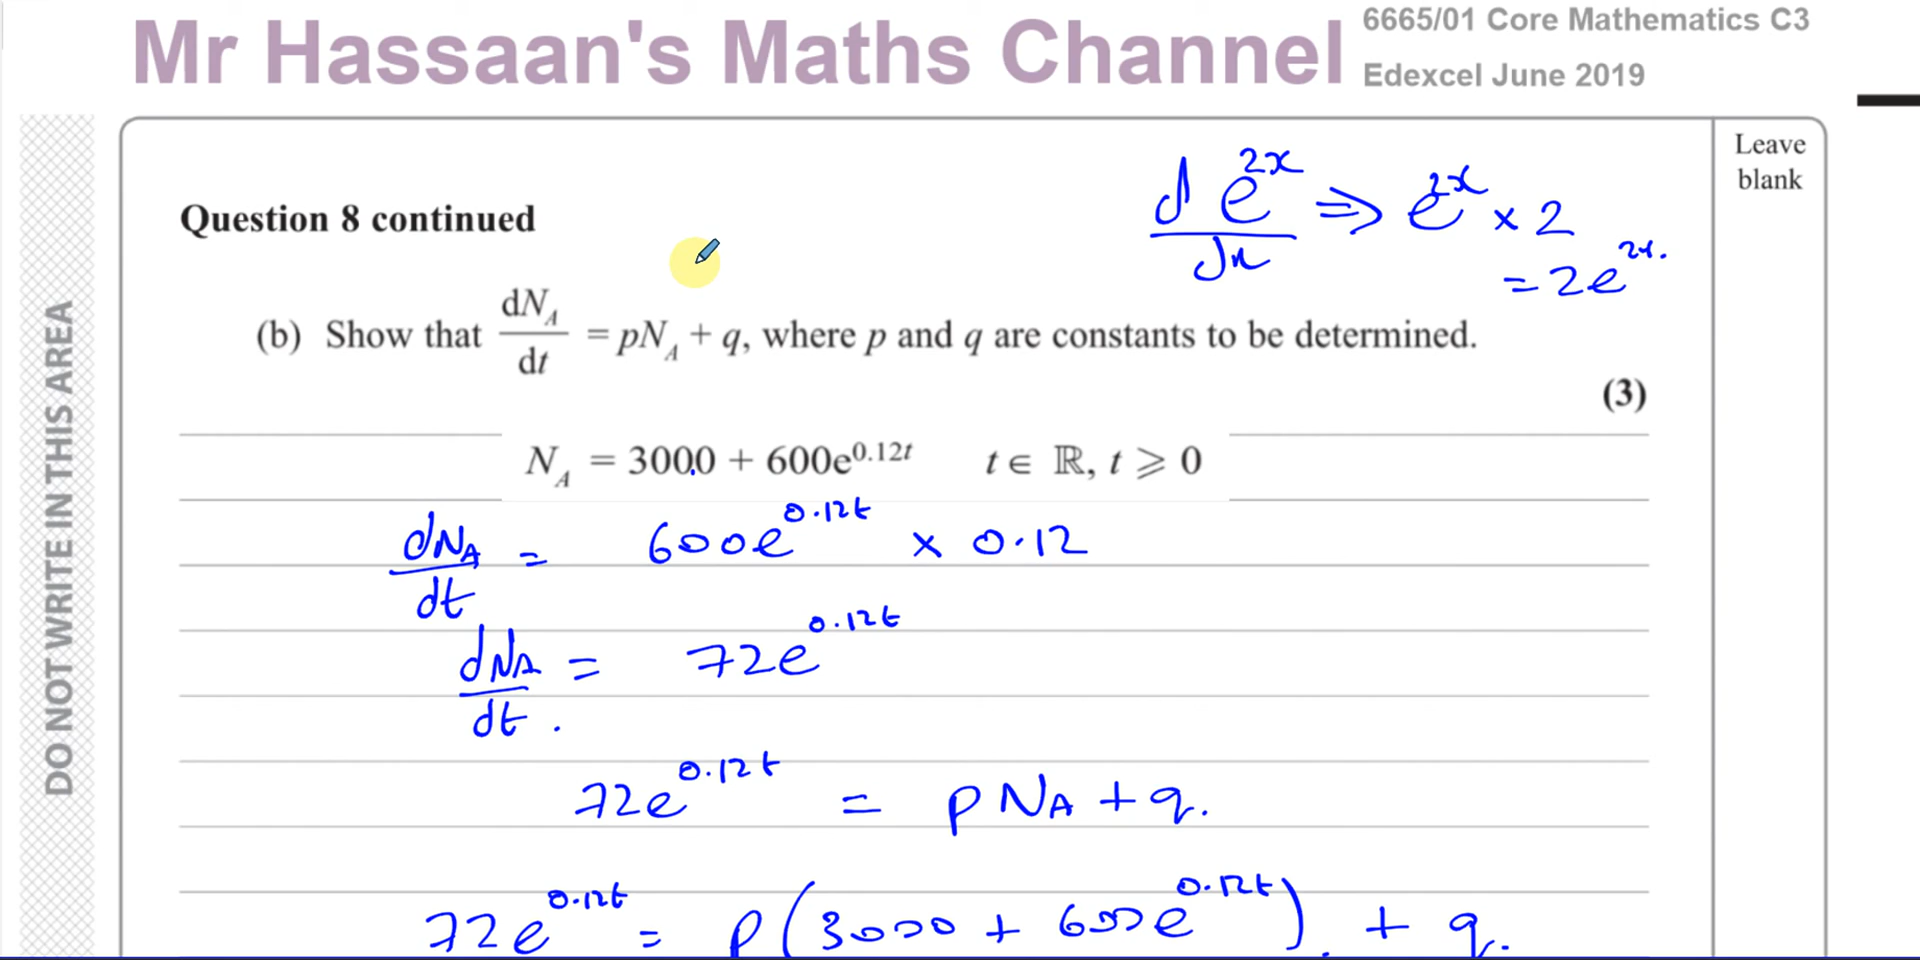 Mr Hassaan's Maths Channel
6665/01 Core Mathematics C3
Edexcel June 2019
Leave
blank
DO NOT WRITE IN THIS AREA
d e^{2x} / dx ⇒ e^{2x} × 2
= 2e^{2x}.
Question 8 continued
(b) Show that dN_A/dt = pN_A + q, where p and q are constants to be determined.
(3)
N_A = 3000 + 600e^{0.12t} t ∈ ℝ, t ⩾ 0
dN_A/dt = 600e^{0.12t} × 0.12
dN_A/dt = 72e^{0.12t}
72e^{0.12t} = pN_A + q.
72e^{0.12t} = p(3000 + 600e^{0.12t}) + q.